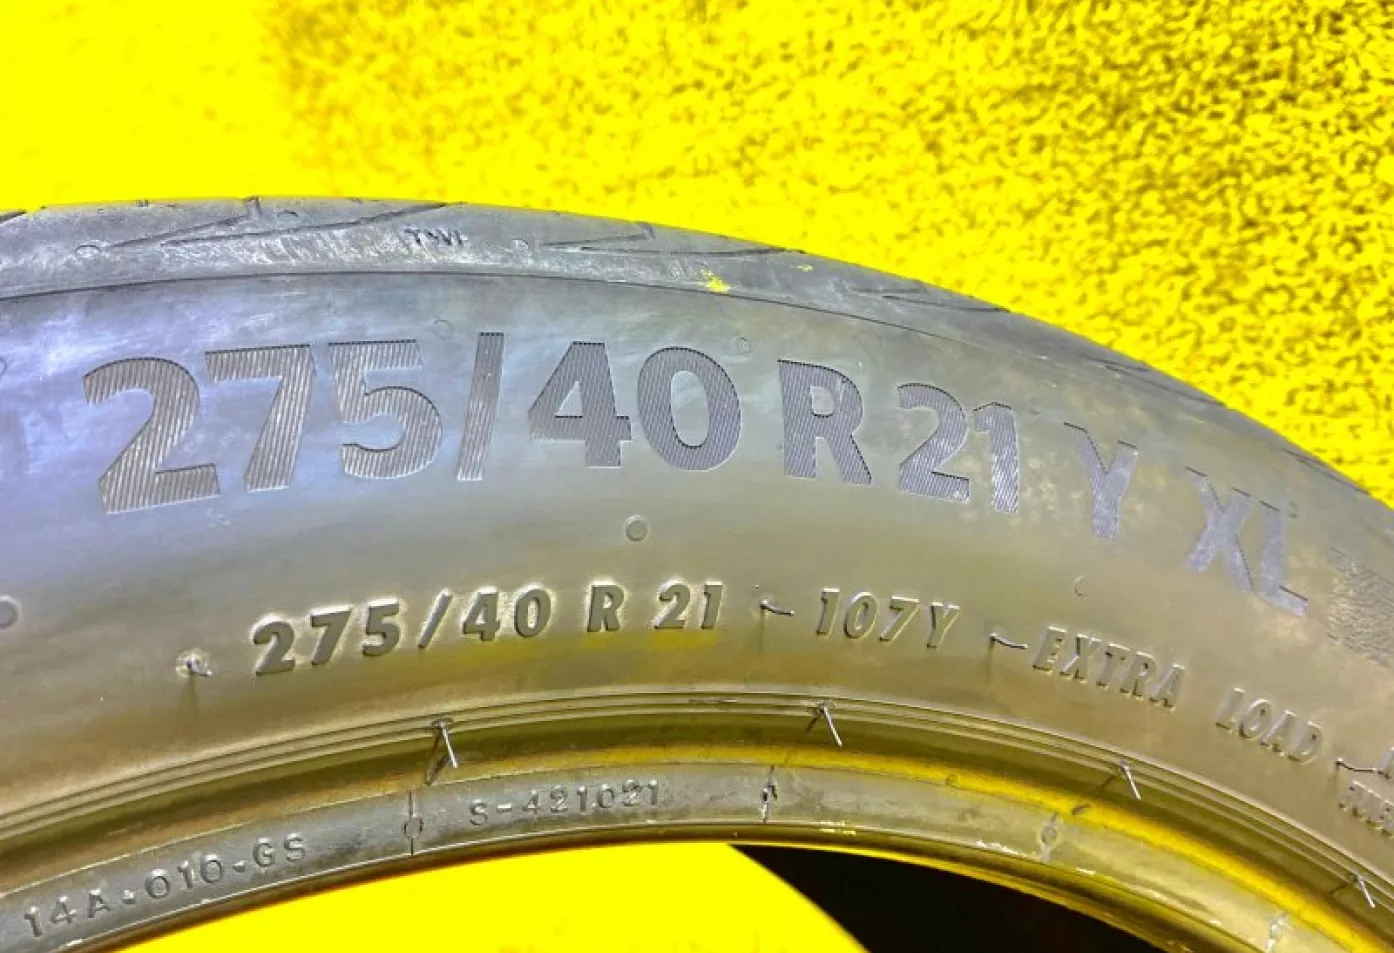 TWI
275/40 R 21 Y XL
275/40 R 21 107Y EXTRA LOAD
S-421021
14A.010.GS